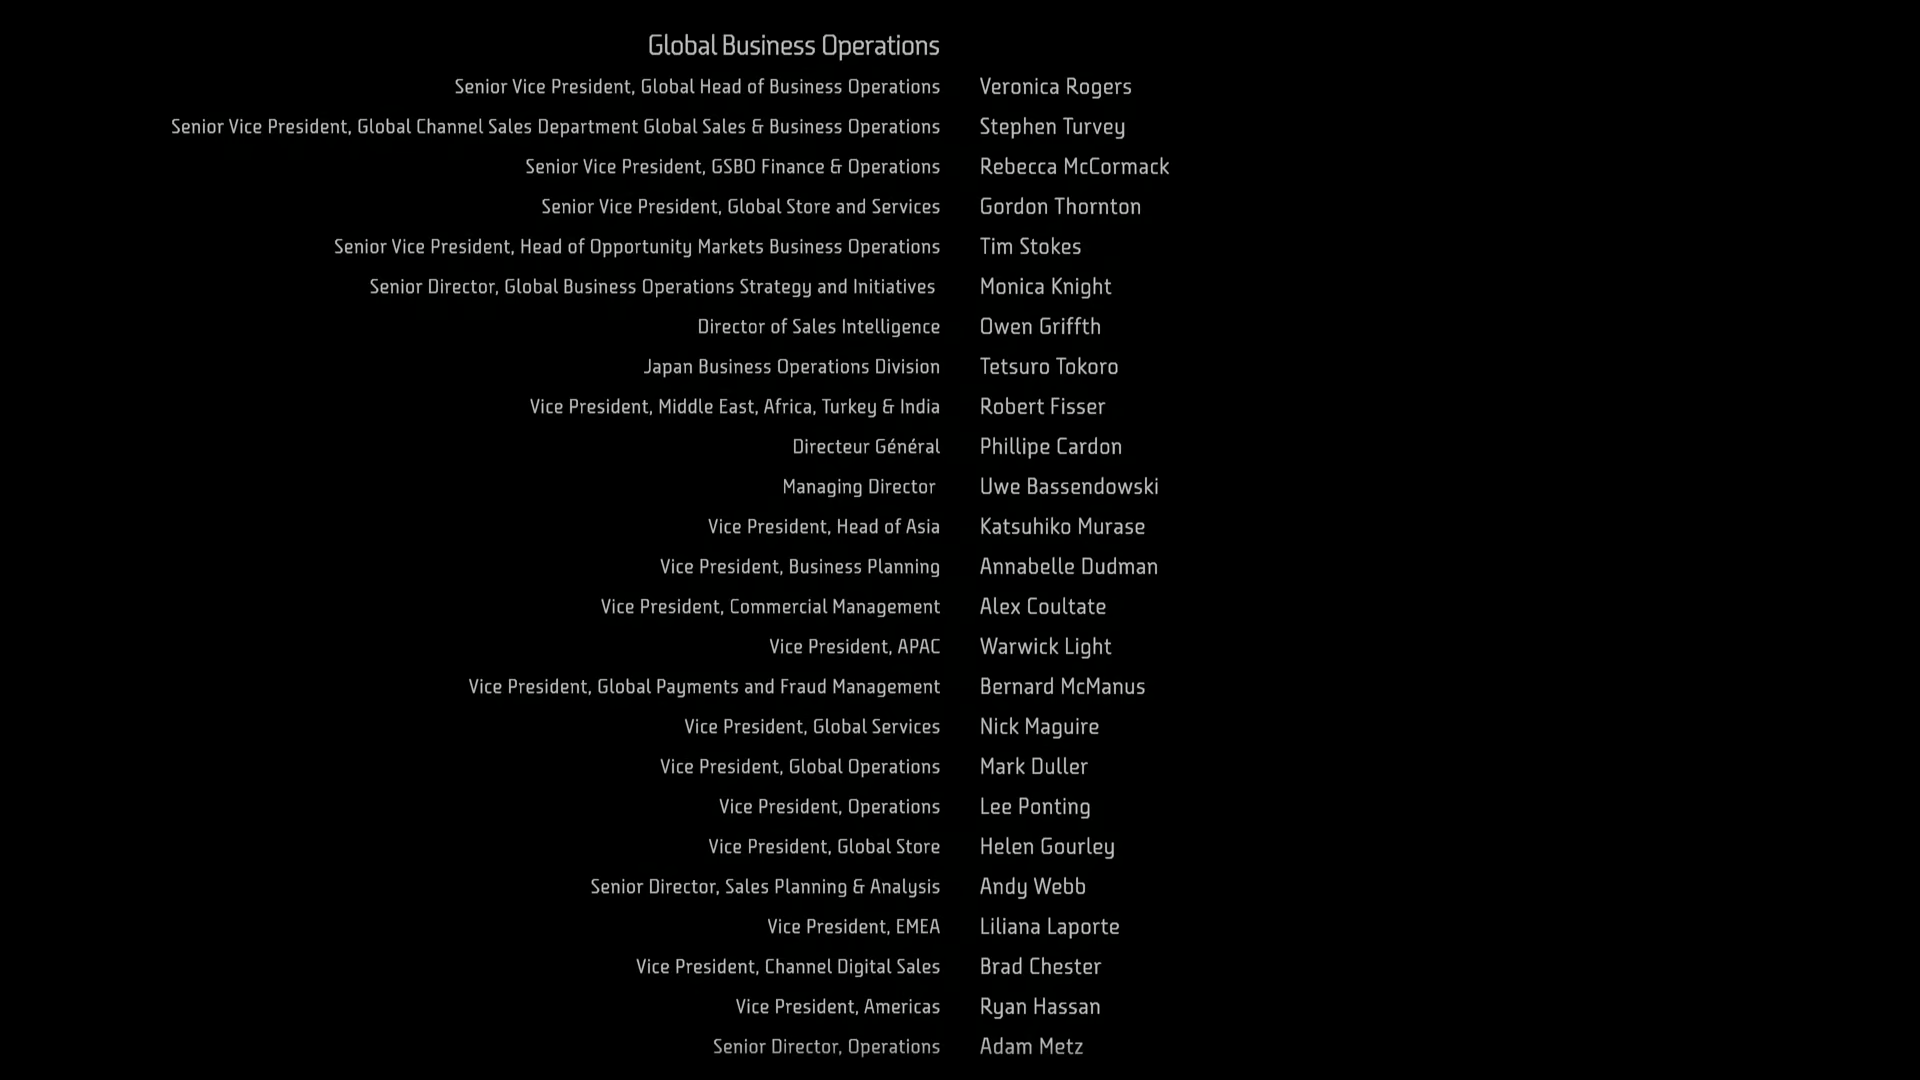 Global Business Operations
Senior Vice President, Global Head of Business Operations Veronica Rogers
Senior Vice President, Global Channel Sales Department Global Sales & Business Operations Stephen Turvey
Senior Vice President, GSBO Finance & Operations Rebecca McCormack
Senior Vice President, Global Store and Services Gordon Thornton
Senior Vice President, Head of Opportunity Markets Business Operations Tim Stokes
Senior Director, Global Business Operations Strategy and Initiatives Monica Knight
Director of Sales Intelligence Owen Griffth
Japan Business Operations Division Tetsuro Tokoro
Vice President, Middle East, Africa, Turkey & India Robert Fisser
Directeur Général Phillipe Cardon
Managing Director Uwe Bassendowski
Vice President, Head of Asia Katsuhiko Murase
Vice President, Business Planning Annabelle Dudman
Vice President, Commercial Management Alex Coultate
Vice President, APAC Warwick Light
Vice President, Global Payments and Fraud Management Bernard McManus
Vice President, Global Services Nick Maguire
Vice President, Global Operations Mark Duller
Vice President, Operations Lee Ponting
Vice President, Global Store Helen Gourley
Senior Director, Sales Planning & Analysis Andy Webb
Vice President, EMEA Liliana Laporte
Vice President, Channel Digital Sales Brad Chester
Vice President, Americas Ryan Hassan
Senior Director, Operations Adam Metz